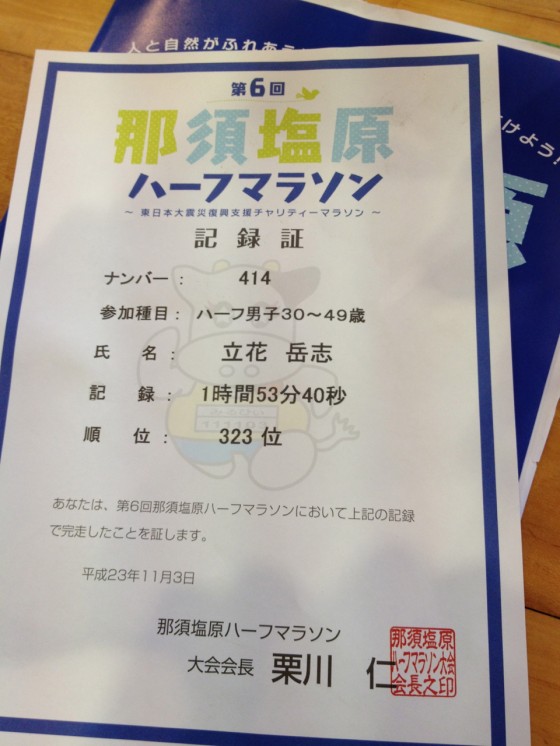 人と自然がふれあう
第6回
那須塩原
ハーフマラソン
~ 東日本大震災復興支援チャリティーマラソン ~
記録証
ナンバー: 414
参加種目: ハーフ男子30~49歳
氏 名: 立花 岳志
記 録: 1時間53分40秒
順 位: 323 位
あなたは、第6回那須塩原ハーフマラソンにおいて上記の記録
で完走したことを証します。
平成23年11月3日
那須塩原ハーフマラソン
大会会長 栗川 仁
那須塩原
ハーフマラソン大会
会長之印
けよう!